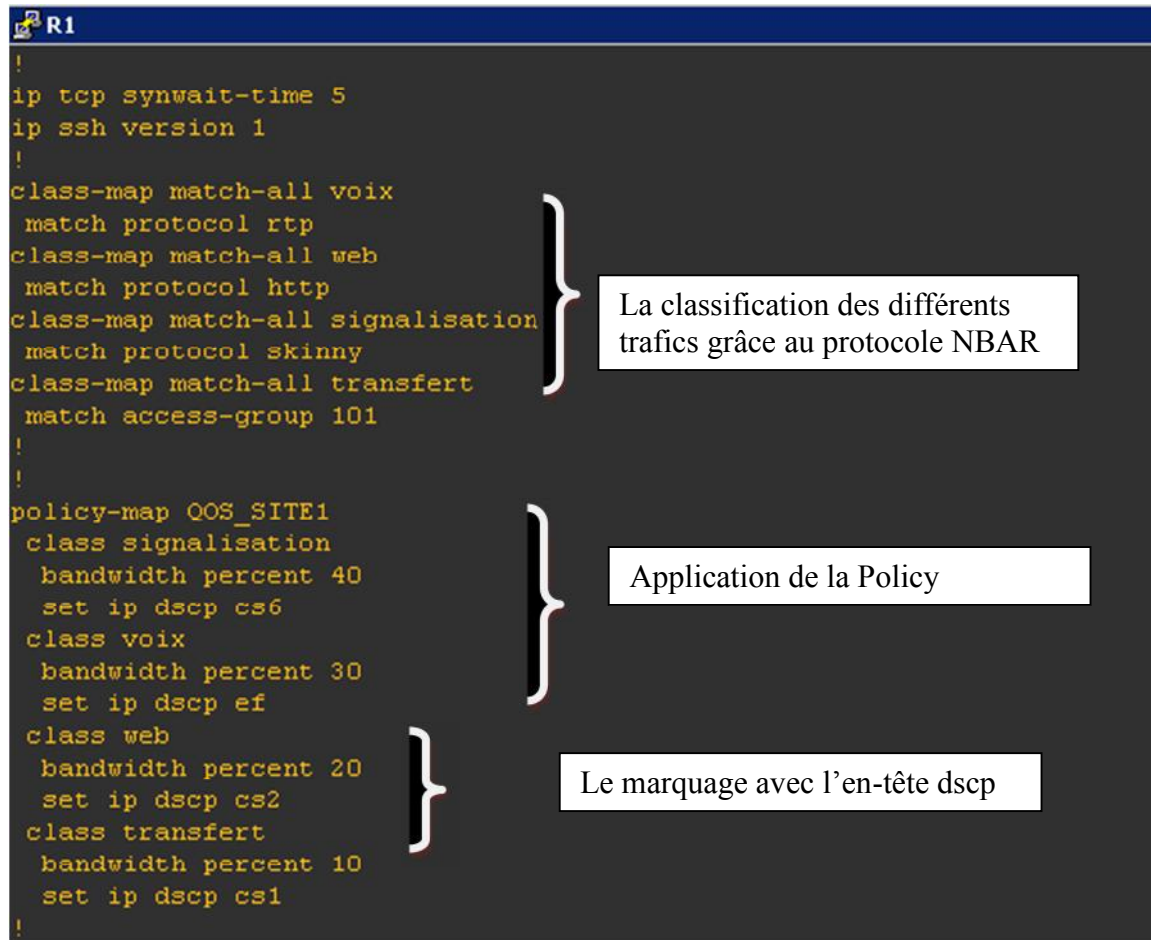 R1
!
ip tcp synwait-time 5
ip ssh version 1
!
class-map match-all voix
match protocol rtp
class-map match-all web
match protocol http
class-map match-all signalisation
match protocol skinny
class-map match-all transfert
match access-group 101
!
!
policy-map QOS_SITE1
class signalisation
bandwidth percent 40
set ip dscp cs6
class voix
bandwidth percent 30
set ip dscp ef
class web
bandwidth percent 20
set ip dscp cs2
class transfert
bandwidth percent 10
set ip dscp cs1
!
La classification des différents
trafics grâce au protocole NBAR
Application de la Policy
Le marquage avec l’en-tête dscp